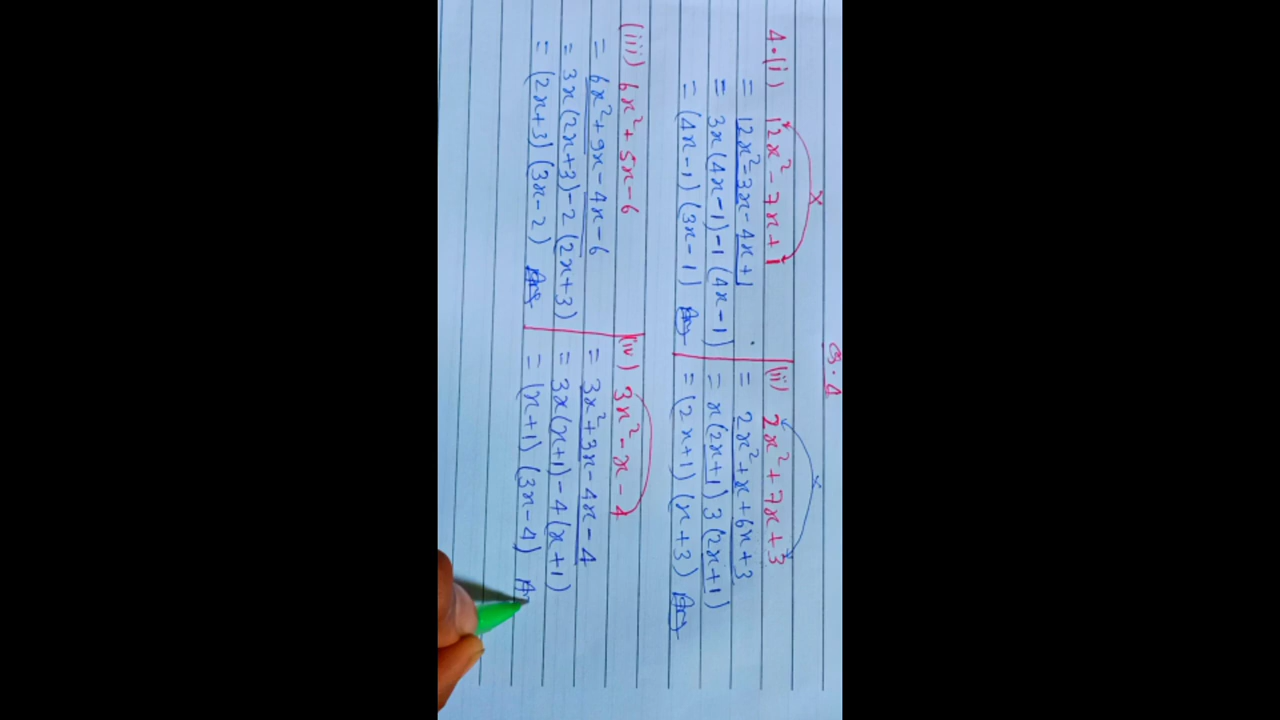 3.4
4.(i) 12x² - 7x + 1
= 12x² - 3x - 4x + 1
= 3x(4x - 1) - 1(4x - 1)
= (4x - 1)(3x - 1) Ans
(ii) 2x² + 7x + 3
= 2x² + x + 6x + 3
= x(2x + 1) 3(2x + 1)
= (2x + 1)(x + 3) Ans
(iii) 6x² + 5x - 6
= 6x² + 9x - 4x - 6
= 3x(2x + 3) - 2(2x + 3)
= (2x + 3)(3x - 2) Ans
(iv) 3x² - x - 4
= 3x² + 3x - 4x - 4
= 3x(x + 1) - 4(x + 1)
= (x + 1)(3x - 4)